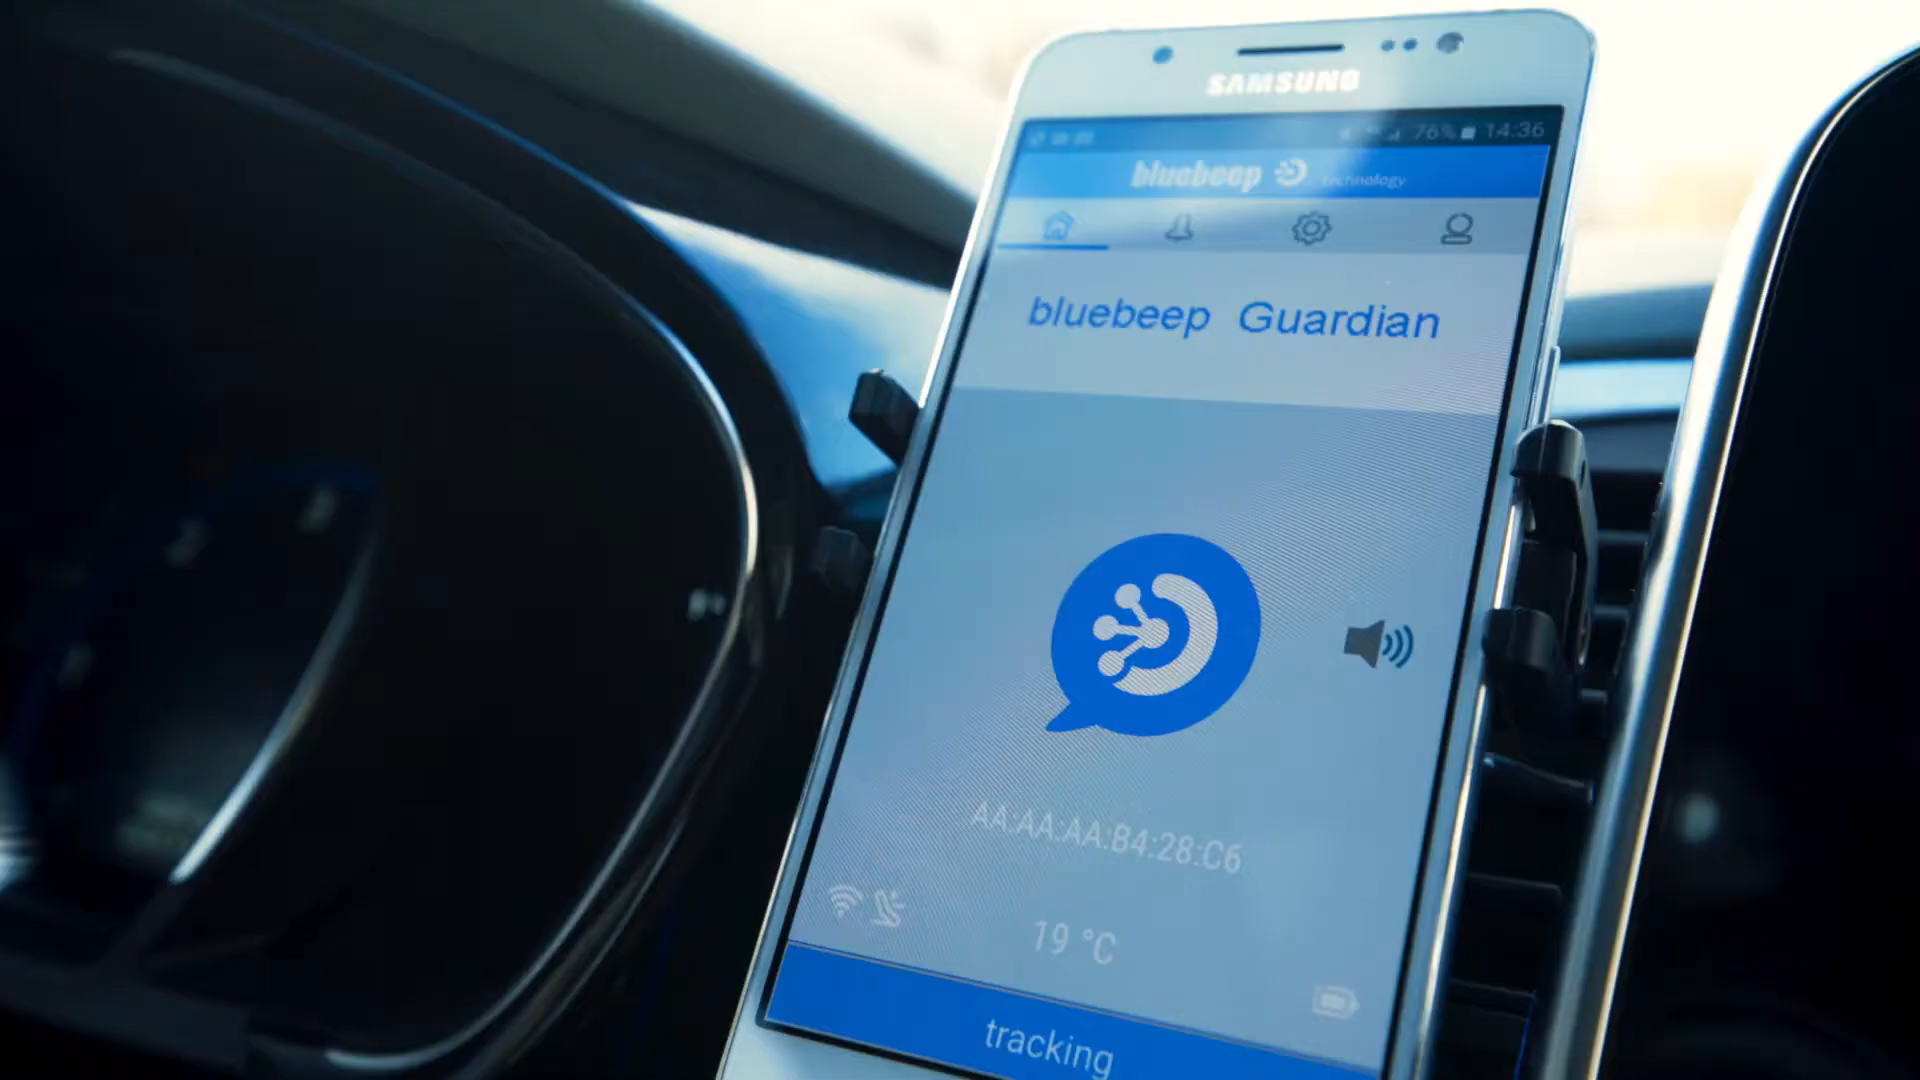 SAMSUNG
76% 14:36
bluebeep technology
bluebeep Guardian
AA:AA:AA:B4:28:C6
19 °C
tracking